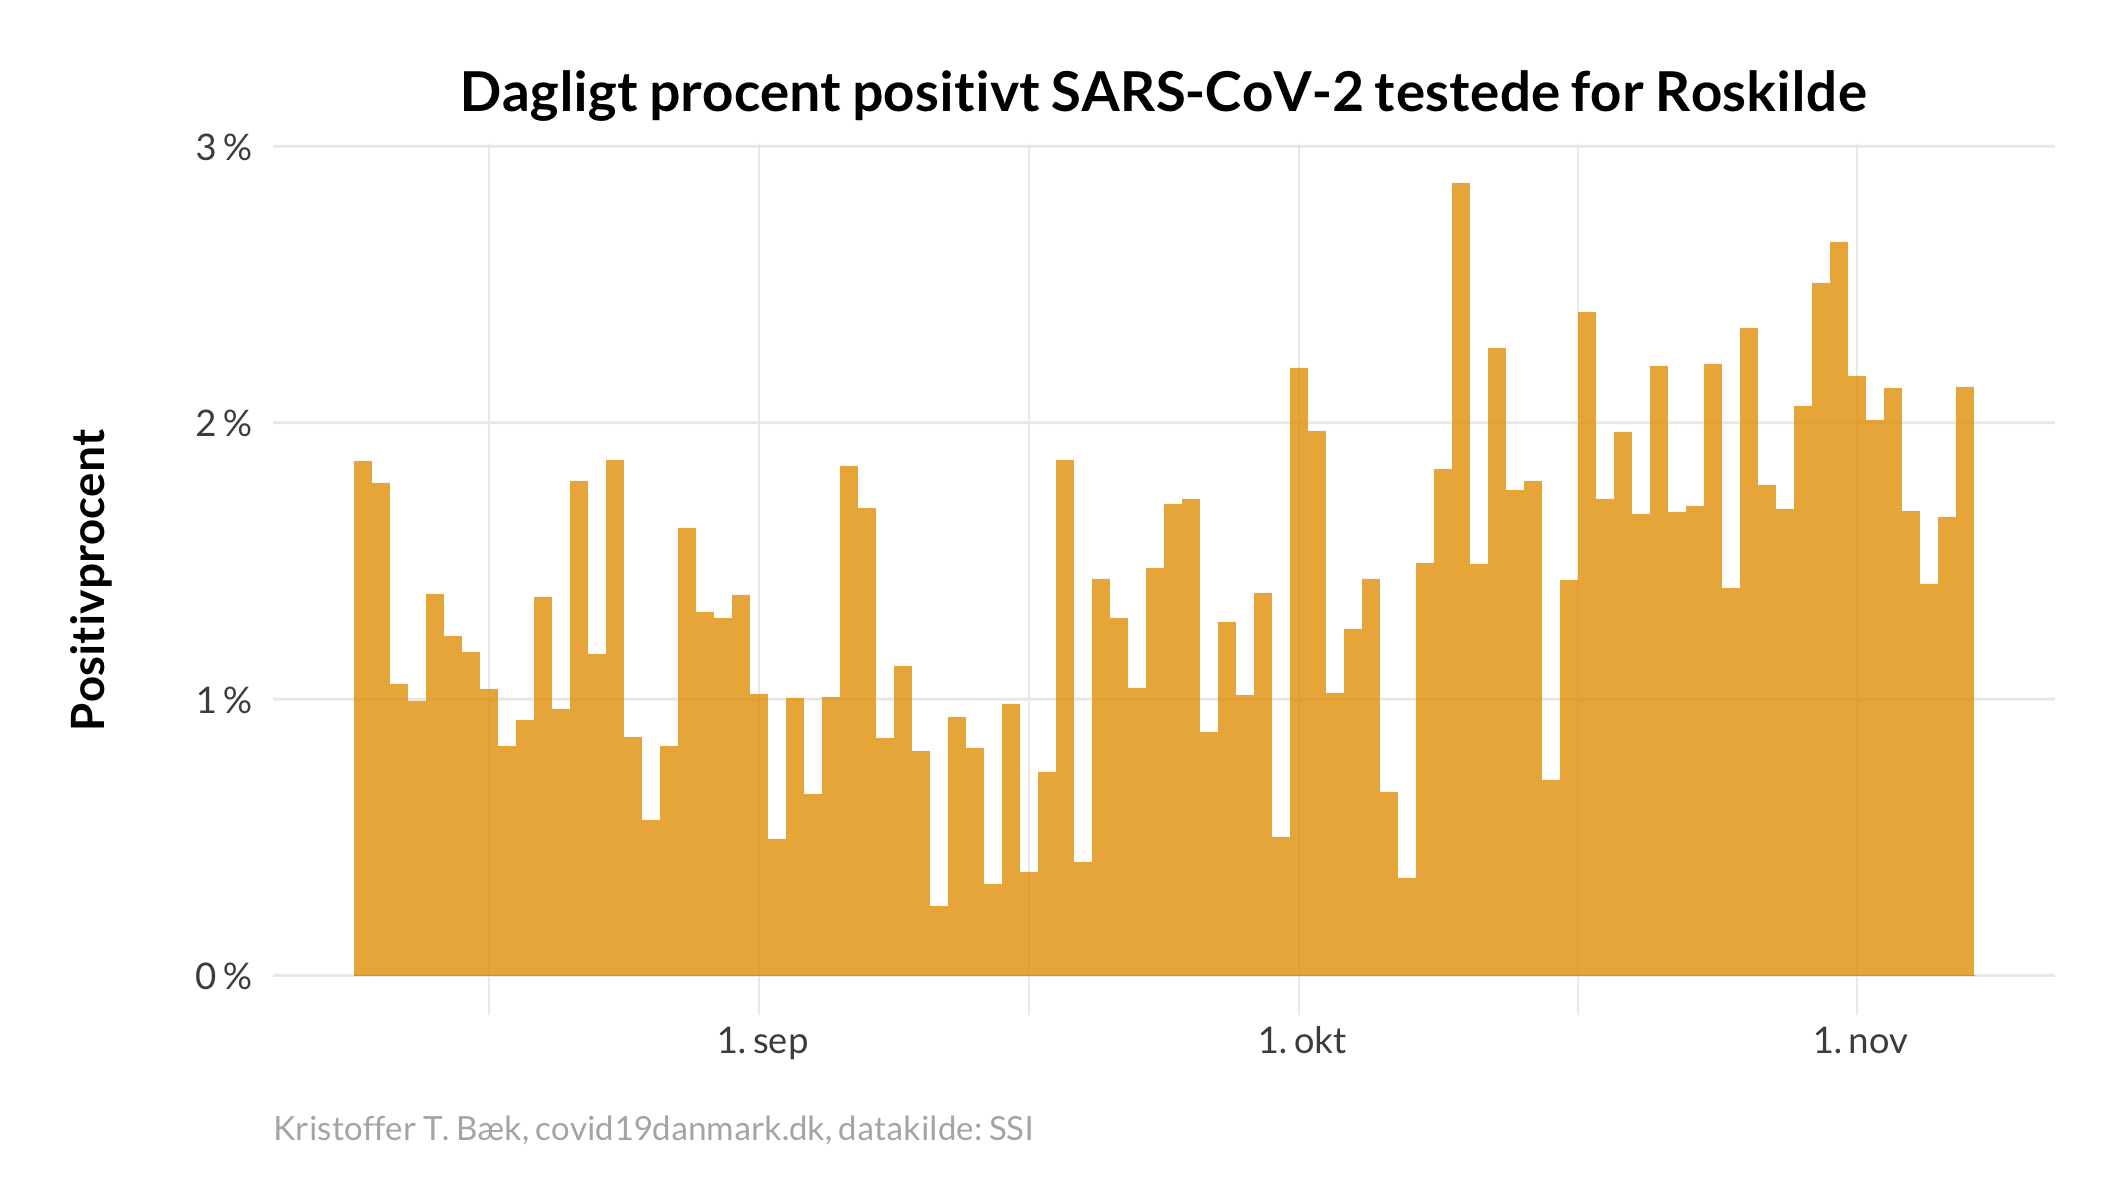 Dagligt procent positivt SARS-CoV-2 testede for Roskilde
3 %
2 %
1 %
0 %
Positivprocent
1. sep
1. okt
1. nov
Kristoffer T. Bæk, covid19danmark.dk, datakilde: SSI